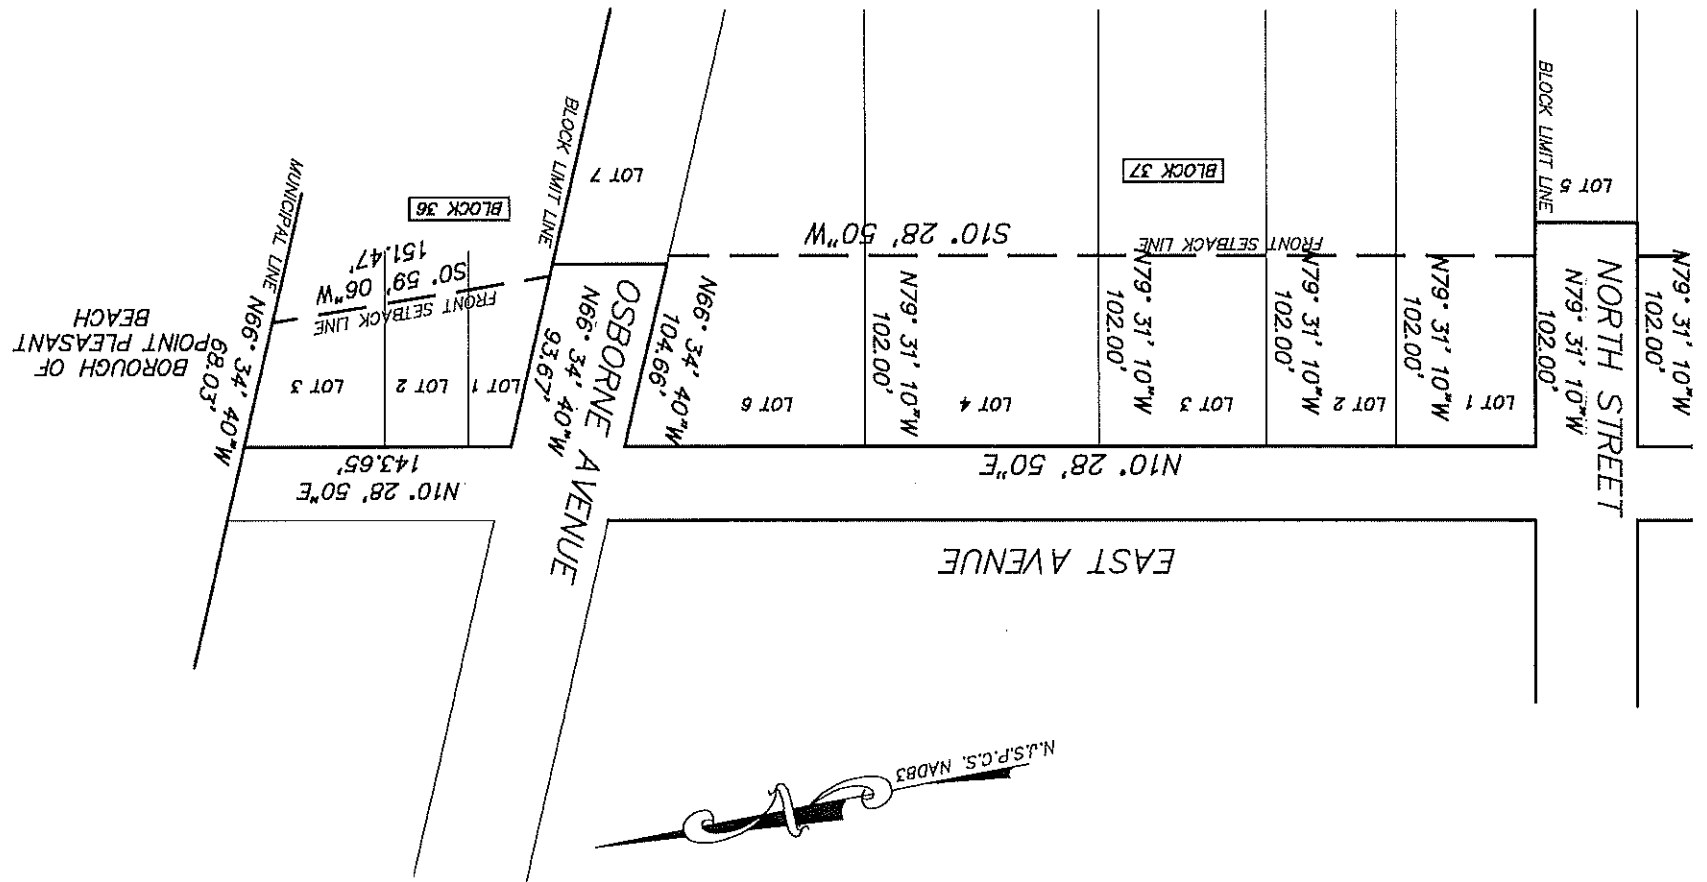 N.J.S.P.C.S. NAD83
EAST AVENUE
NORTH STREET
N79° 31' 10"W
102.00'
N79° 31' 10"W
102.00'
102.00'
N10° 28' 50"E
N10° 28' 50"E
143.65'
LOT 1
N79° 31' 10"W
102.00'
LOT 2
N79° 31' 10"W
102.00'
LOT 3
N79° 31' 10"W
102.00'
LOT 4
N79° 31' 10"W
102.00'
LOT 6
N66° 34' 40"W
104.66'
OSBORNE AVENUE
N66° 34' 40"W
93.67'
LOT 1
LOT 2
LOT 3
N66° 34' 40"W
68.03'
BOROUGH OF
POINT PLEASANT
BEACH
FRONT SETBACK LINE
S10° 28' 50"W
FRONT SETBACK LINE
S0° 59' 06"W
151.47'
LOT 5
BLOCK LIMIT LINE
BLOCK 37
LOT 7
BLOCK LIMIT LINE
BLOCK 36
MUNICIPAL LINE